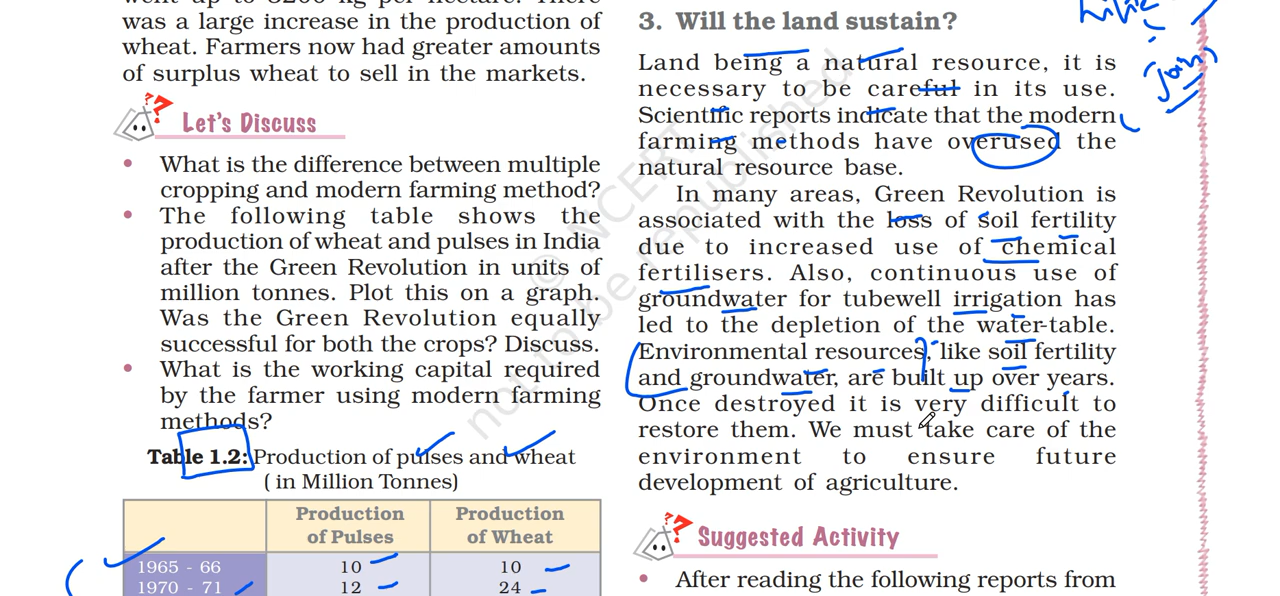 was a large increase in the production of
wheat. Farmers now had greater amounts
of surplus wheat to sell in the markets.
Let's Discuss
• What is the difference between multiple
cropping and modern farming method?
• The following table shows the
production of wheat and pulses in India
after the Green Revolution in units of
million tonnes. Plot this on a graph.
Was the Green Revolution equally
successful for both the crops? Discuss.
• What is the working capital required
by the farmer using modern farming
methods?
Table 1.2: Production of pulses and wheat
( in Million Tonnes)
Production of Pulses Production of Wheat
1965 - 66 10 10
1970 - 71 12 24
3. Will the land sustain?
Land being a natural resource, it is
necessary to be careful in its use.
Scientific reports indicate that the modern
farming methods have overused the
natural resource base.
In many areas, Green Revolution is
associated with the loss of soil fertility
due to increased use of chemical
fertilisers. Also, continuous use of
groundwater for tubewell irrigation has
led to the depletion of the water-table.
Environmental resources, like soil fertility
and groundwater, are built up over years.
Once destroyed it is very difficult to
restore them. We must take care of the
environment to ensure future
development of agriculture.
Suggested Activity
• After reading the following reports from
© NCERT
not to be republished